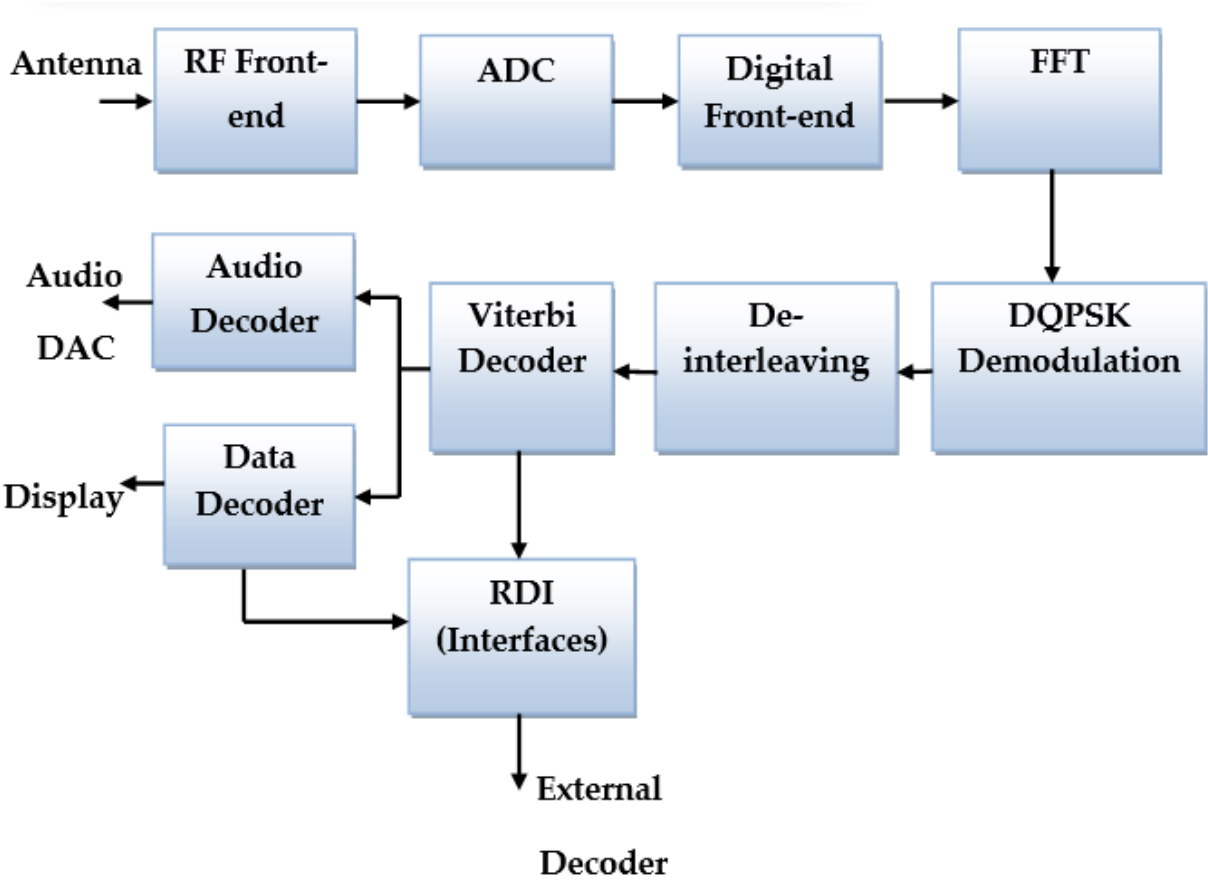 Antenna
RF Front-
end
ADC
Digital
Front-end
FFT
Audio
DAC
Audio
Decoder
Viterbi
Decoder
De-
interleaving
DQPSK
Demodulation
Display
Data
Decoder
RDI
(Interfaces)
External
Decoder